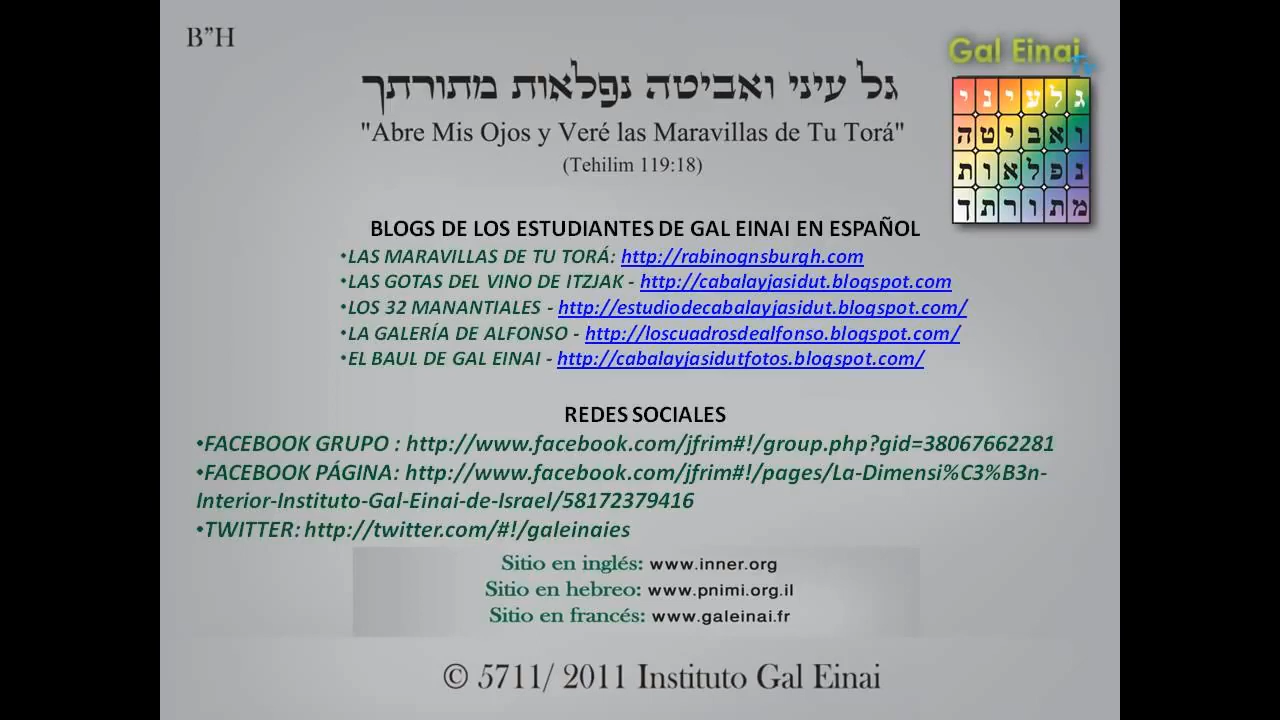 B"H
גל עיני ואביטה נפלאות מתורתך
"Abre Mis Ojos y Veré las Maravillas de Tu Torá"
(Tehilim 119:18)
Gal Einai
Tv
גלעיני
ואביטה
נפלאות
מתורתך
BLOGS DE LOS ESTUDIANTES DE GAL EINAI EN ESPAÑOL
•LAS MARAVILLAS DE TU TORÁ: http://rabinognsburgh.com
•LAS GOTAS DEL VINO DE ITZJAK - http://cabalayjasidut.blogspot.com
•LOS 32 MANANTIALES - http://estudiodecabalayjasidut.blogspot.com/
•LA GALERÍA DE ALFONSO - http://loscuadrosdealfonso.blogspot.com/
•EL BAUL DE GAL EINAI - http://cabalayjasidutfotos.blogspot.com/
REDES SOCIALES
•FACEBOOK GRUPO : http://www.facebook.com/jfrim#!/group.php?gid=38067662281
•FACEBOOK PÁGINA: http://www.facebook.com/jfrim#!/pages/La-Dimensi%C3%B3n-
Interior-Instituto-Gal-Einai-de-Israel/58172379416
•TWITTER: http://twitter.com/#!/galeinaies
Sitio en inglés: www.inner.org
Sitio en hebreo: www.pnimi.org.il
Sitio en francés: www.galeinai.fr
© 5711/ 2011 Instituto Gal Einai